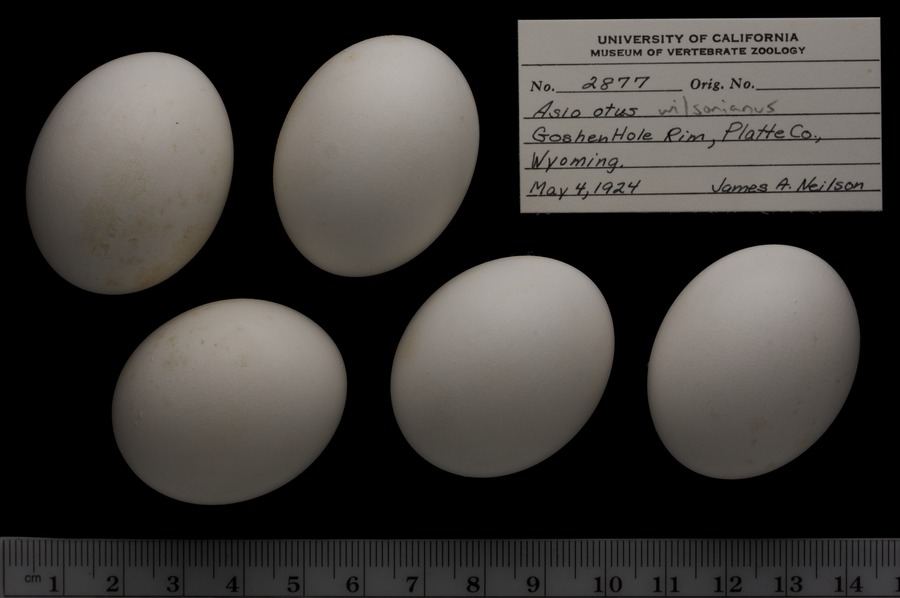 UNIVERSITY OF CALIFORNIA
MUSEUM OF VERTEBRATE ZOOLOGY
No. 2877 Orig. No.
Asio otus wilsonianus
Goshen Hole Rim, Platte Co.,
Wyoming.
May 4, 1924 James A. Neilson
cm 1 2 3 4 5 6 7 8 9 10 11 12 13 14 1